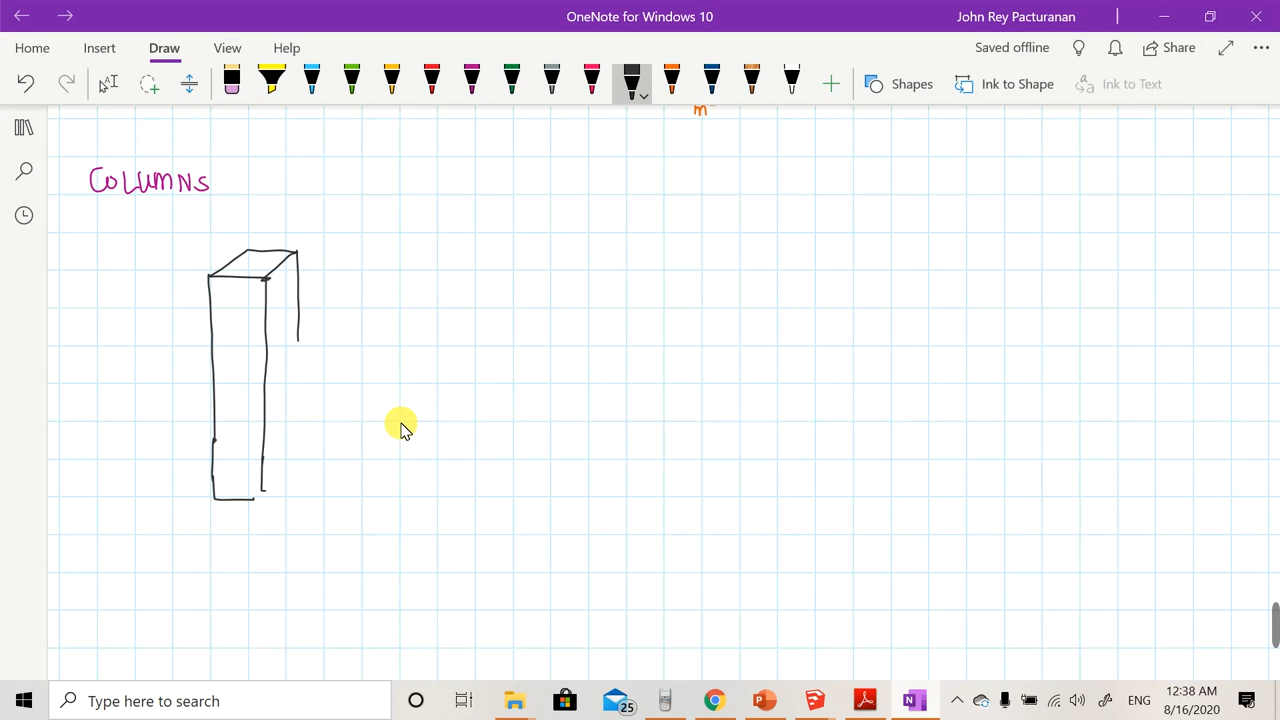 OneNote for Windows 10
John Rey Pacturanan
Home Insert Draw View Help
Saved offline
Share
Shapes
Ink to Shape
Ink to Text
m
COLUMNS
Type here to search
25
ENG
12:38 AM
8/16/2020